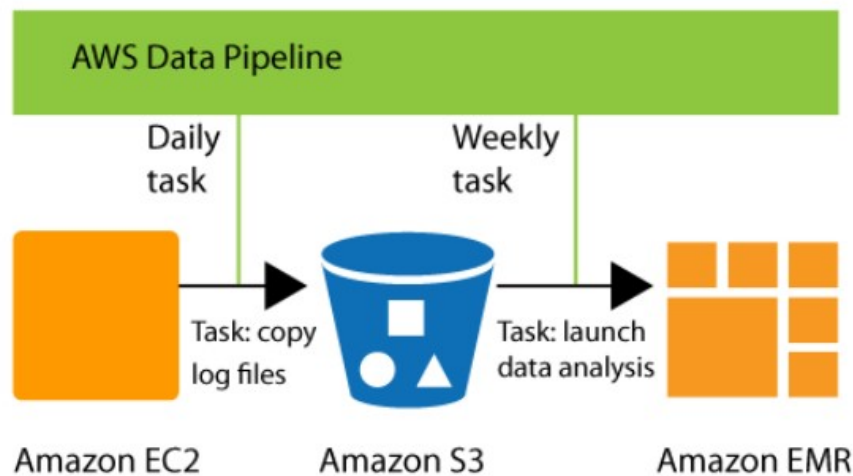 AWS Data Pipeline
Daily
task
Weekly
task
Task: copy
log files
Task: launch
data analysis
Amazon EC2
Amazon S3
Amazon EMR